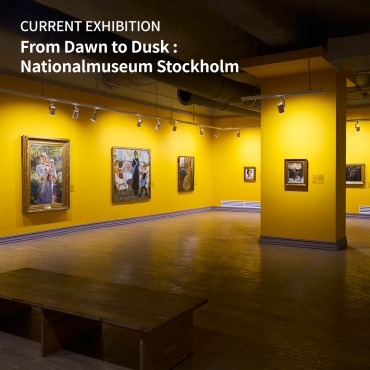 CURRENT EXHIBITION
From Dawn to Dusk :
Nationalmuseum Stockholm